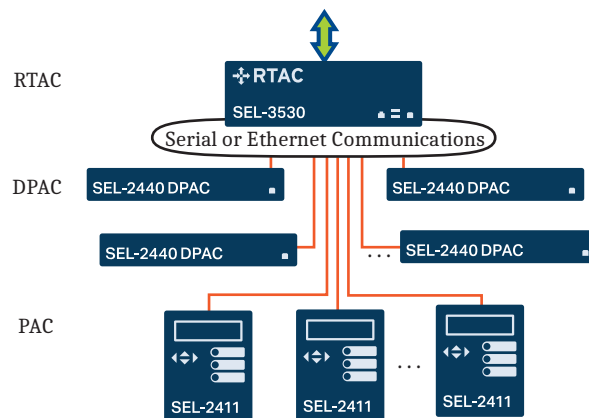 RTAC
RTAC
SEL-3530
Serial or Ethernet Communications
DPAC
SEL-2440 DPAC
SEL-2440 DPAC
SEL-2440 DPAC
...
SEL-2440 DPAC
PAC
...
SEL-2411
SEL-2411
SEL-2411